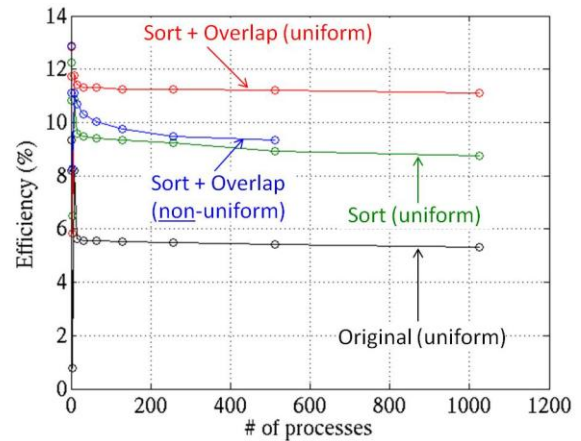 14
Sort + Overlap (uniform)
12
10
8
Sort + Overlap
(non-uniform)
Sort (uniform)
6
4
Original (uniform)
2
0
Efficiency (%)
0 200 400 600 800 1000 1200
# of processes